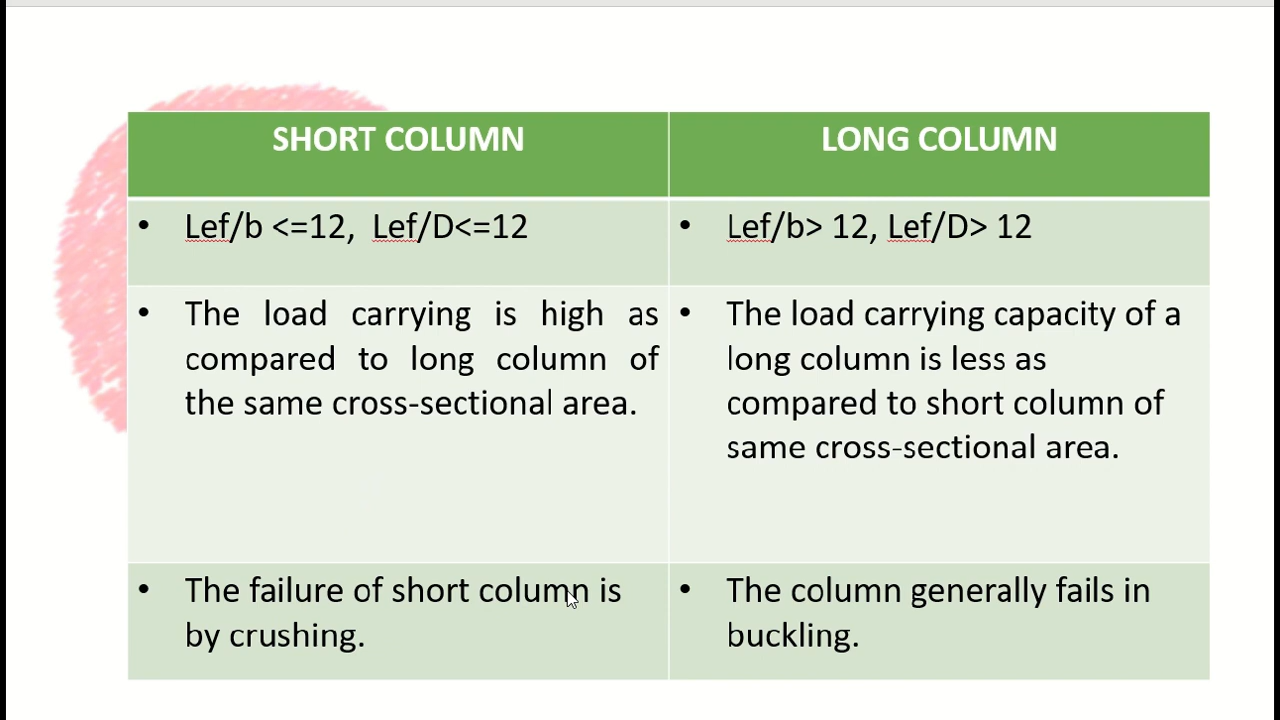 SHORT COLUMN
LONG COLUMN
• Lef/b <=12, Lef/D<=12
• Lef/b> 12, Lef/D> 12
• The load carrying is high as
compared to long column of
the same cross-sectional area.
• The load carrying capacity of a
long column is less as
compared to short column of
same cross-sectional area.
• The failure of short column is
by crushing.
• The column generally fails in
buckling.